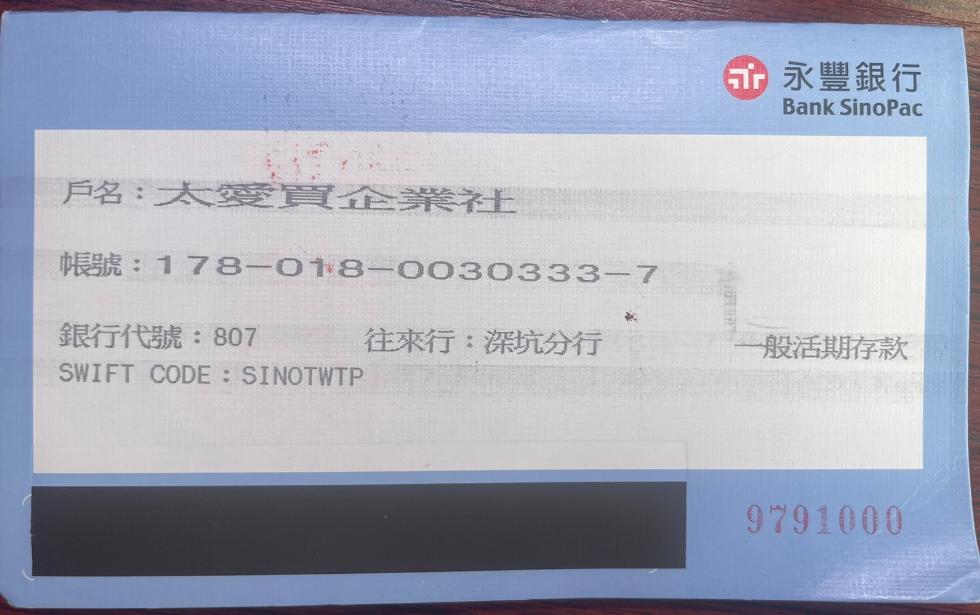 永豐銀行
Bank SinoPac
戶名：太愛買企業社
帳號：178-018-0030333-7
銀行代號：807 往來行：深坑分行 一般活期存款
SWIFT CODE：SINOTWTP
9791000